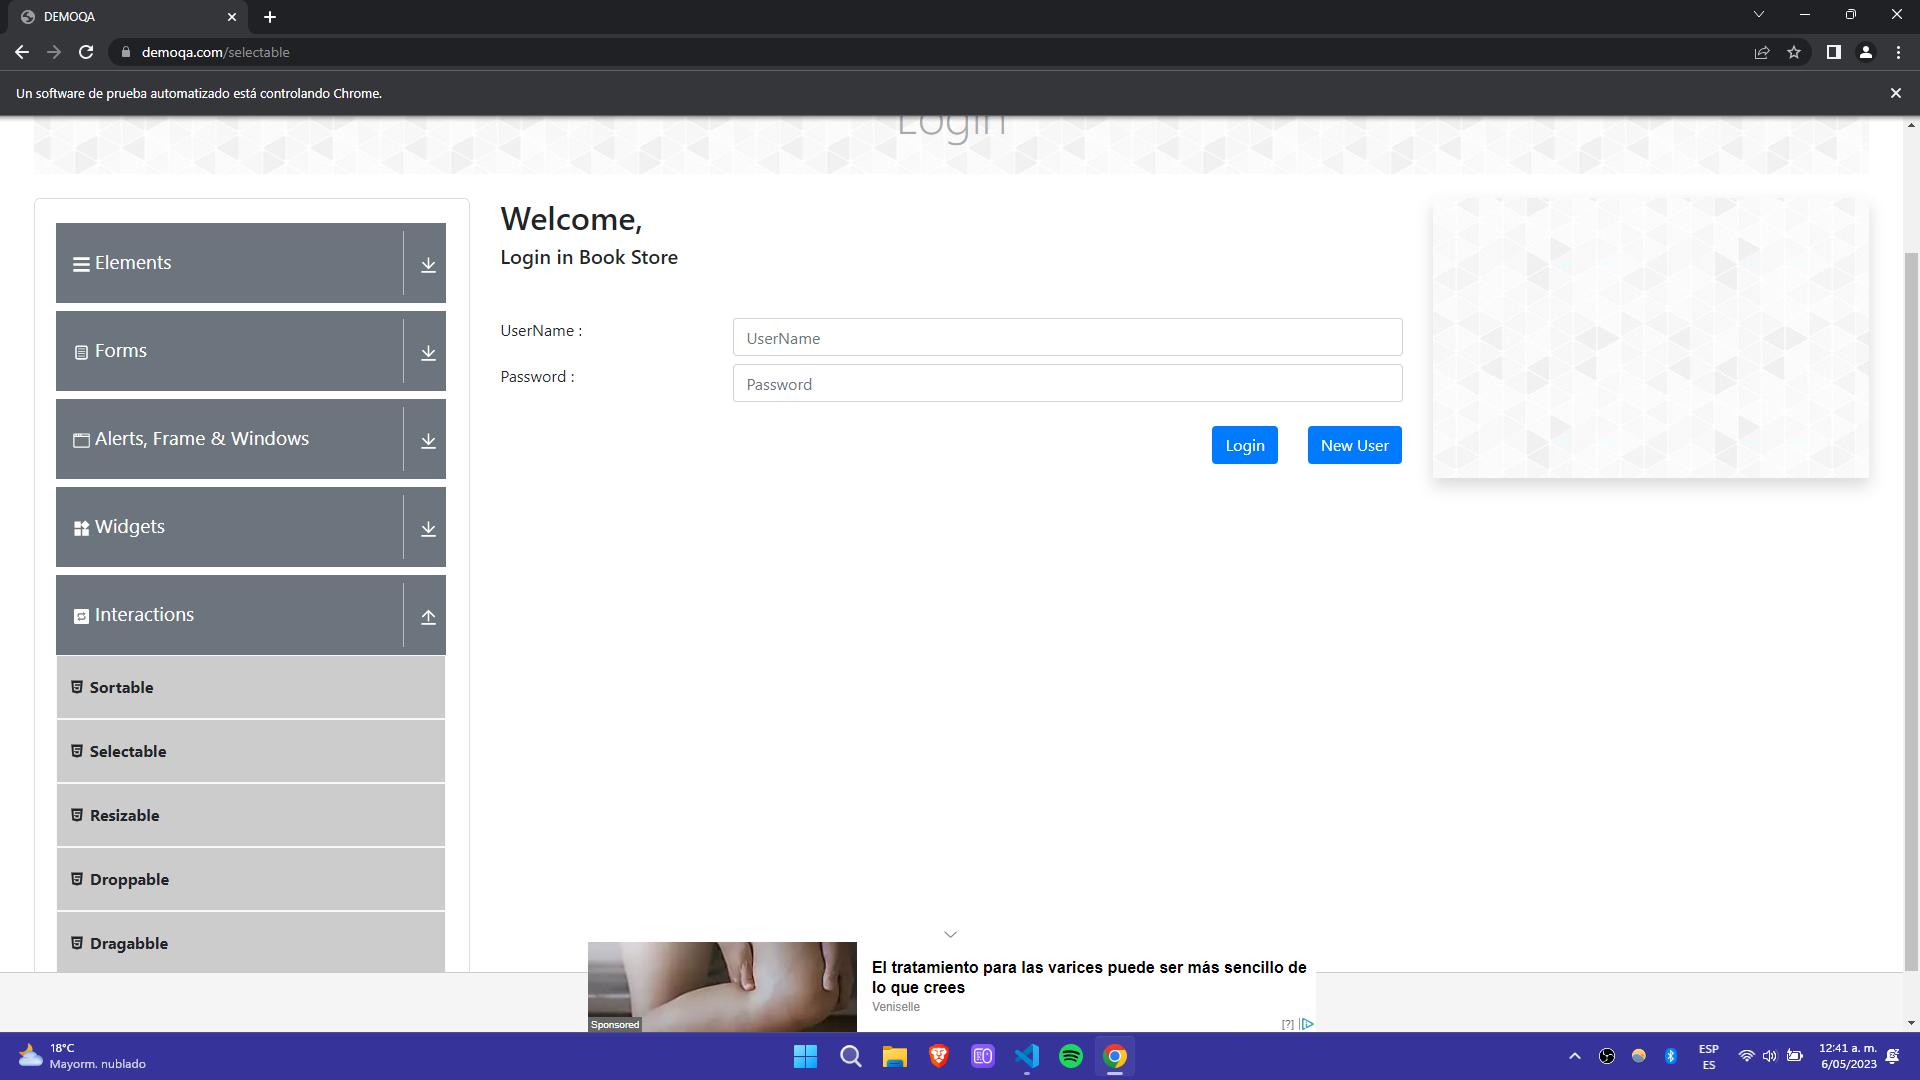 DEMOQA
demoqa.com/selectable
Un software de prueba automatizado está controlando Chrome.
Login
Elements
Forms
Alerts, Frame & Windows
Widgets
Interactions
Sortable
Selectable
Resizable
Droppable
Dragabble
Welcome,
Login in Book Store
UserName :
UserName
Password :
Password
Login
New User
El tratamiento para las varices puede ser más sencillo de
lo que crees
Veniselle
Sponsored
[?]
18°C
Mayorm. nublado
ESP
ES
12:41 a. m.
6/05/2023